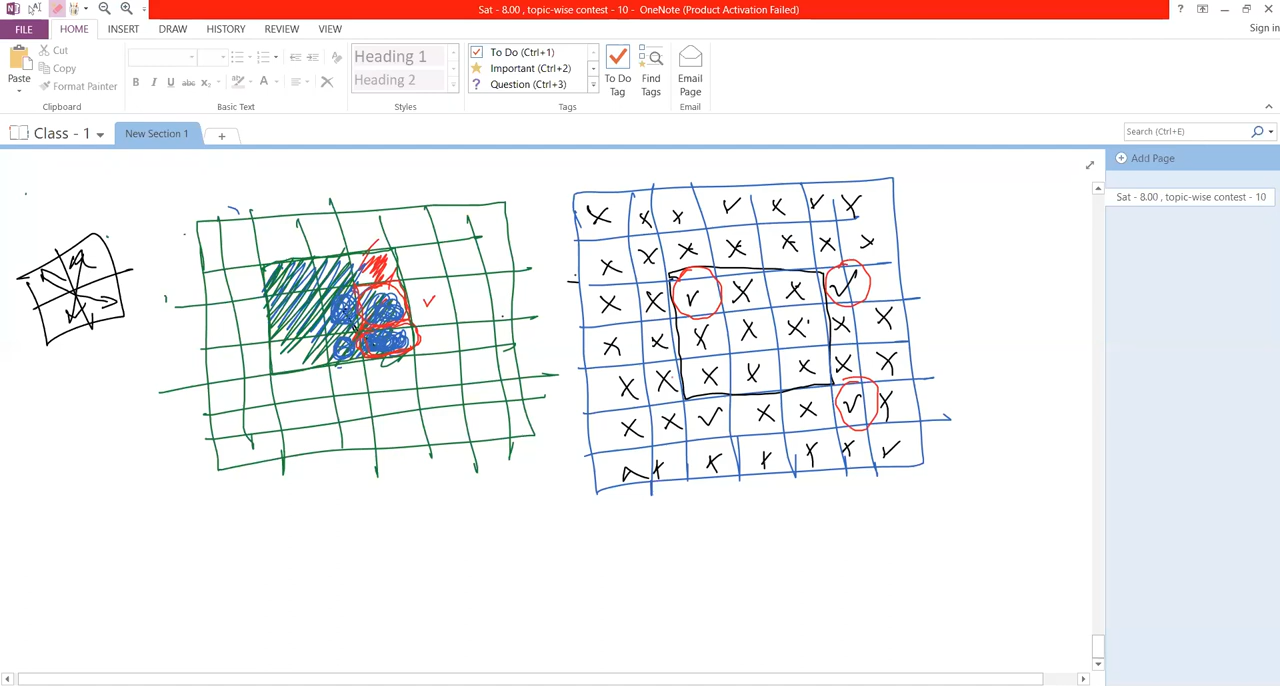 Sat - 8.00 , topic-wise contest - 10 - OneNote (Product Activation Failed)
FILE HOME INSERT DRAW HISTORY REVIEW VIEW
Sign in
Paste
Cut
Copy
Format Painter
Clipboard
B I U abc X₂ A
Basic Text
Heading 1
Heading 2
Styles
To Do (Ctrl+1)
Important (Ctrl+2)
Question (Ctrl+3)
Tags
To Do Tag
Find Tags
Email Page
Email
Class - 1
New Section 1
Search (Ctrl+E)
Add Page
Sat - 8.00 , topic-wise contest - 10
✓
X X X ✓ X ✓ X
X X X X X X X
X X ✓ X X ✓
X X X X X X X
X X X X X X X
X X ✓ X X ✓ X
X X X X X ✓